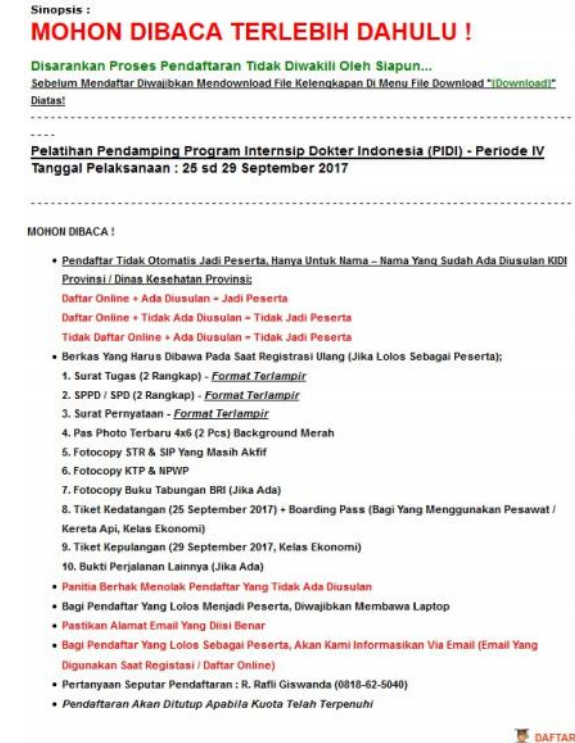 Sinopsis :
MOHON DIBACA TERLEBIH DAHULU !
Disarankan Proses Pendaftaran Tidak Diwakili Oleh Siapun...
Sebelum Mendaftar Diwajibkan Mendownload File Kelengkapan Di Menu File Download "(Download)"
Diatas!
- - - - - - - - - - - - - - - - - - - - - - - - - - - - - - - - - - - - - - - - - - - - - - - - - - - - - - - - - - - - - - - - - - - -
- - - -
Pelatihan Pendamping Program Internsip Dokter Indonesia (PIDI) - Periode IV
Tanggal Pelaksanaan : 25 sd 29 September 2017
- - - - - - - - - - - - - - - - - - - - - - - - - - - - - - - - - - - - - - - - - - - - - - - - - - - - - - - - - - - - - - - - - - - -
MOHON DIBACA !
• Pendaftar Tidak Otomatis Jadi Peserta, Hanya Untuk Nama – Nama Yang Sudah Ada Diusulan KIDI
Provinsi / Dinas Kesehatan Provinsi;
Daftar Online + Ada Diusulan = Jadi Peserta
Daftar Online + Tidak Ada Diusulan = Tidak Jadi Peserta
Tidak Daftar Online + Ada Diusulan = Tidak Jadi Peserta
• Berkas Yang Harus Dibawa Pada Saat Registrasi Ulang (Jika Lolos Sebagai Peserta);
1. Surat Tugas (2 Rangkap) - Format Terlampir
2. SPPD / SPD (2 Rangkap) - Format Terlampir
3. Surat Pernyataan - Format Terlampir
4. Pas Photo Terbaru 4x6 (2 Pcs) Background Merah
5. Fotocopy STR & SIP Yang Masih Akfif
6. Fotocopy KTP & NPWP
7. Fotocopy Buku Tabungan BRI (Jika Ada)
8. Tiket Kedatangan (25 September 2017) + Boarding Pass (Bagi Yang Menggunakan Pesawat /
Kereta Api, Kelas Ekonomi)
9. Tiket Kepulangan (29 September 2017, Kelas Ekonomi)
10. Bukti Perjalanan Lainnya (Jika Ada)
• Panitia Berhak Menolak Pendaftar Yang Tidak Ada Diusulan
• Bagi Pendaftar Yang Lolos Menjadi Peserta, Diwajibkan Membawa Laptop
• Pastikan Alamat Email Yang Diisi Benar
• Bagi Pendaftar Yang Lolos Sebagai Peserta, Akan Kami Informasikan Via Email (Email Yang
Digunakan Saat Registasi / Daftar Online)
• Pertanyaan Seputar Pendaftaran : R. Rafli Giswanda (0818-62-5040)
• Pendaftaran Akan Ditutup Apabila Kuota Telah Terpenuhi
DAFTAR